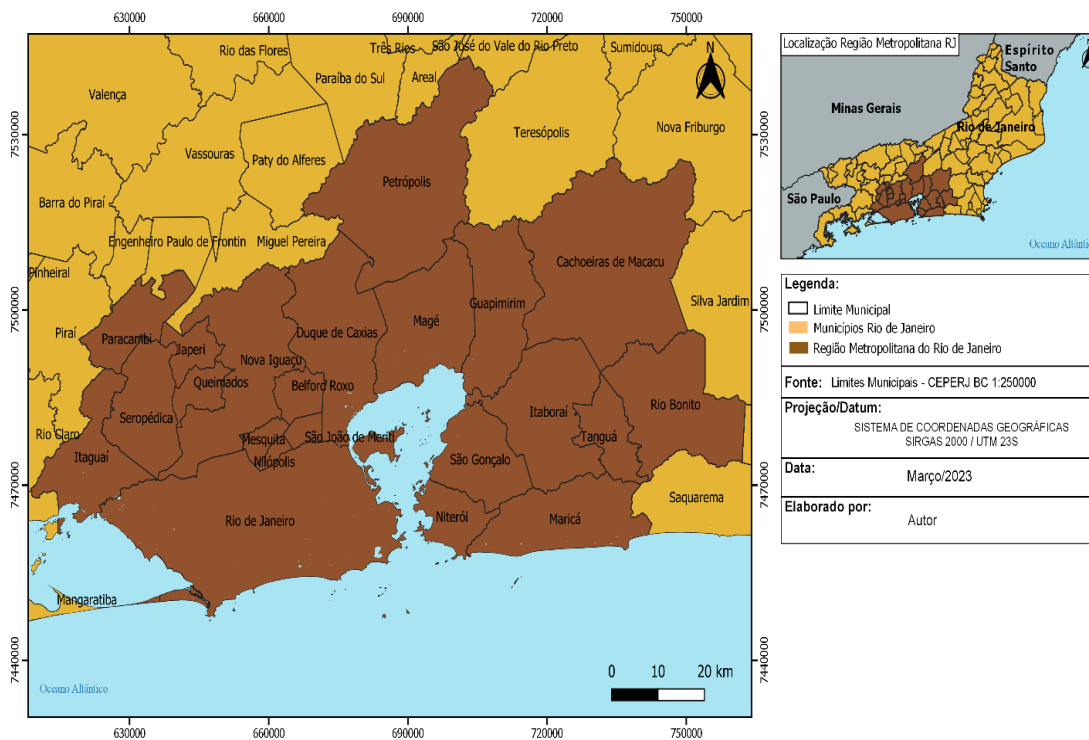 630000 660000 690000 720000 750000
Rio das Flores
Três Rios
São José do Vale do Rio Preto
Sumidouro
N
Paraíba do Sul
Areal
Valença
Teresópolis
Nova Friburgo
7530000
7530000
Vassouras
Paty do Alferes
Petrópolis
Barra do Piraí
Engenheiro Paulo de Frontin
Miguel Pereira
Cachoeiras de Macacu
Pinheiral
Guapimirim
Silva Jardim
7500000
7500000
Piraí
Paracambi
Duque de Caxias
Magé
Japeri
Nova Iguaçu
Queimados
Belford Roxo
Seropédica
Itaboraí
Rio Bonito
Rio Claro
Mesquita
São João de Meriti
Tanguá
Itaguaí
Nilópolis
São Gonçalo
7470000
7470000
Saquarema
Rio de Janeiro
Niterói
Maricá
Mangaratiba
7440000
7440000
0 10 20 km
Oceano Altântico
630000 660000 690000 720000 750000
Localização Região Metropolitana RJ
Espírito
Santo
Minas Gerais
Rio de Janeiro
São Paulo
Oceano Altântic
Legenda:
Limite Municipal
Municípios Rio de Janeiro
Região Metropolitana do Rio de Janeiro
Fonte: Limites Municipais - CEPERJ BC 1:250000
Projeção/Datum:
SISTEMA DE COORDENADAS GEOGRÁFICAS
SIRGAS 2000 / UTM 23S
Data:
Março/2023
Elaborado por:
Autor